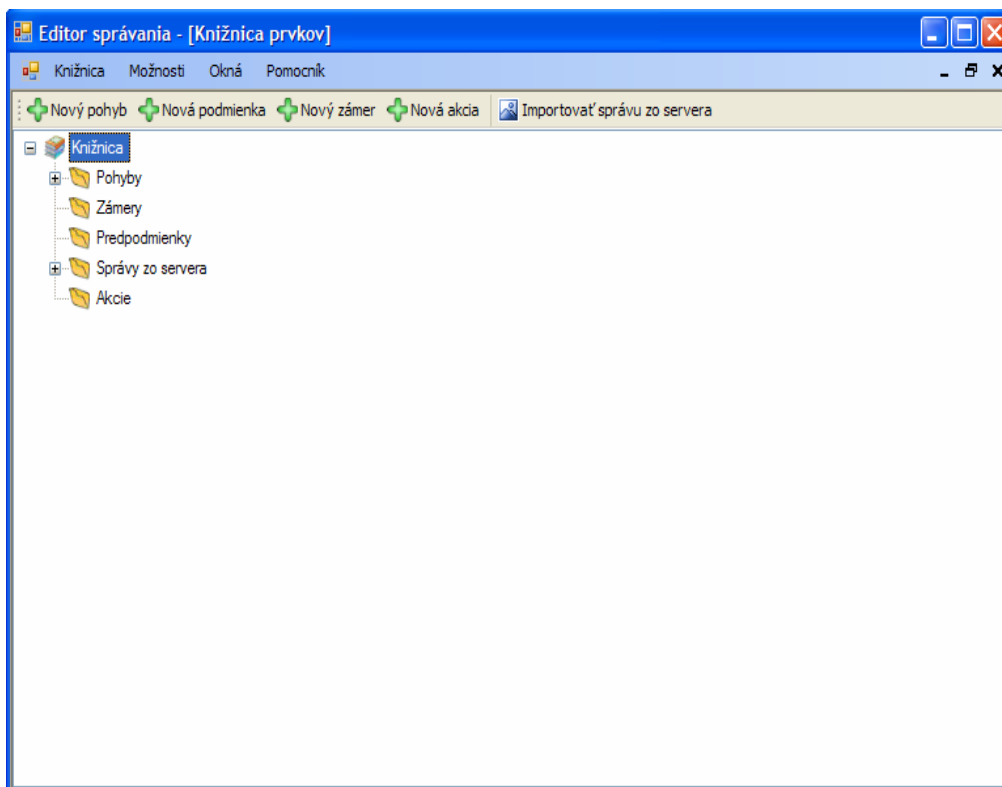 Editor správania - [Knižnica prvkov]
Knižnica Možnosti Okná Pomocník
Nový pohyb Nová podmienka Nový zámer Nová akcia Importovať správu zo servera
Knižnica
Pohyby
Zámery
Predpodmienky
Správy zo servera
Akcie